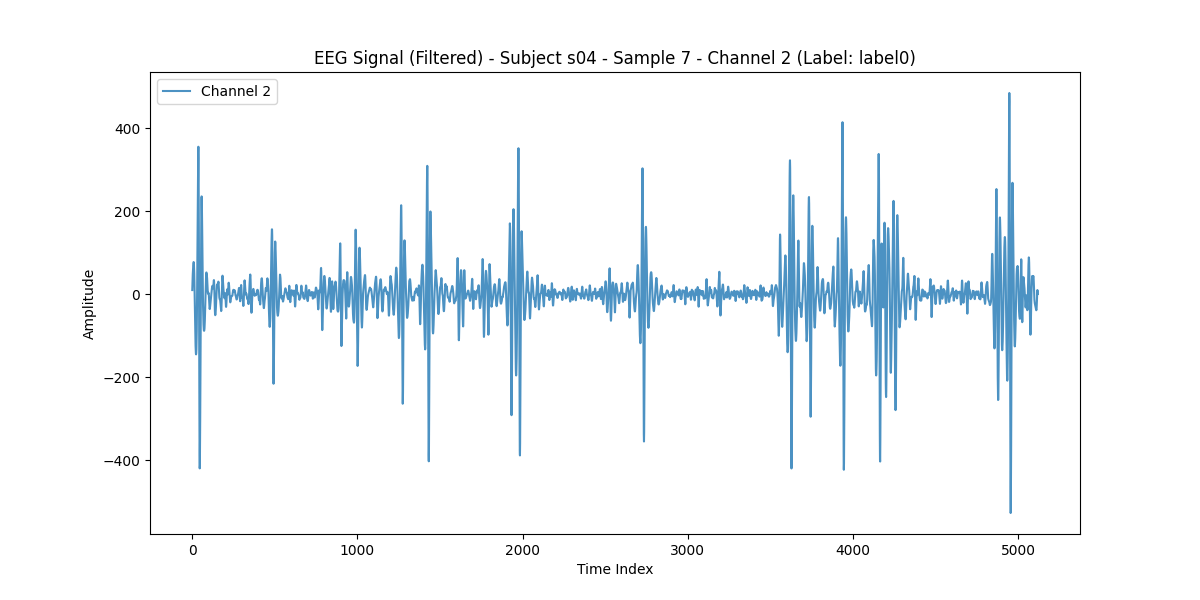 EEG Signal (Filtered) - Subject s04 - Sample 7 - Channel 2 (Label: label0)
Channel 2
400
200
0
−200
−400
Amplitude
0 1000 2000 3000 4000 5000
Time Index